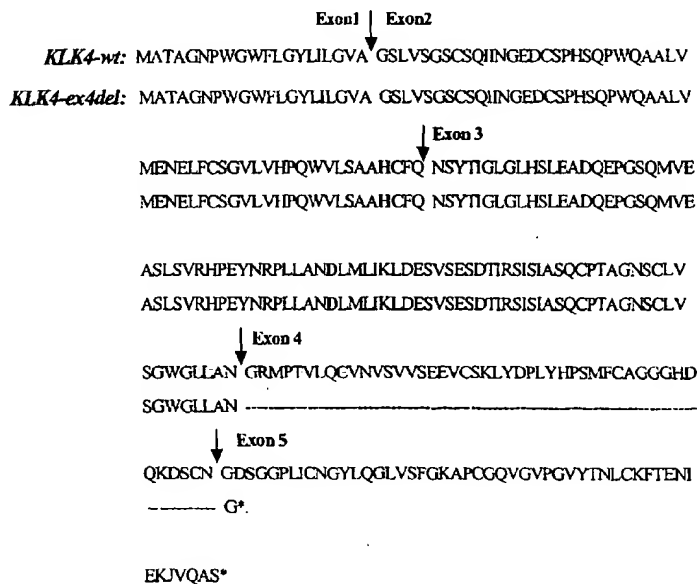 Exon1 Exon2
KLK4-wt: MATAGNPWGWFLGYLILGVA GSLVSGSCSQIINGEDCSPHSQPWQAALV
KLK4-ex4del: MATAGNPWGWFLGYLILGVA GSLVSGSCSQIINGEDCSPHSQPWQAALV
Exon 3
MENELFCSGVLVHPQWVLSAAHCFQ NSYTIGLGLHSLEADQEPGSQMVE
MENELFCSGVLVHPQWVLSAAHCFQ NSYTIGLGLHSLEADQEPGSQMVE
ASLSVRHPEYNRPLLANDLMLIKLDESVSESDTIRSISIASQCPTAGNSCLV
ASLSVRHPEYNRPLLANDLMLIKLDESVSESDTIRSISIASQCPTAGNSCLV
Exon 4
SGWGLLAN GRMPTVLQCVNVSVVSEEVCSKLYDPLYHPSMFCAGGGHD
SGWGLLAN ------------------------------------------------
Exon 5
QKDSCN GDSGGPLICNGYLQGLVSFGKAPCGQVGVPGVYTNLCKFTENI
------- G*.
EKJVQAS*